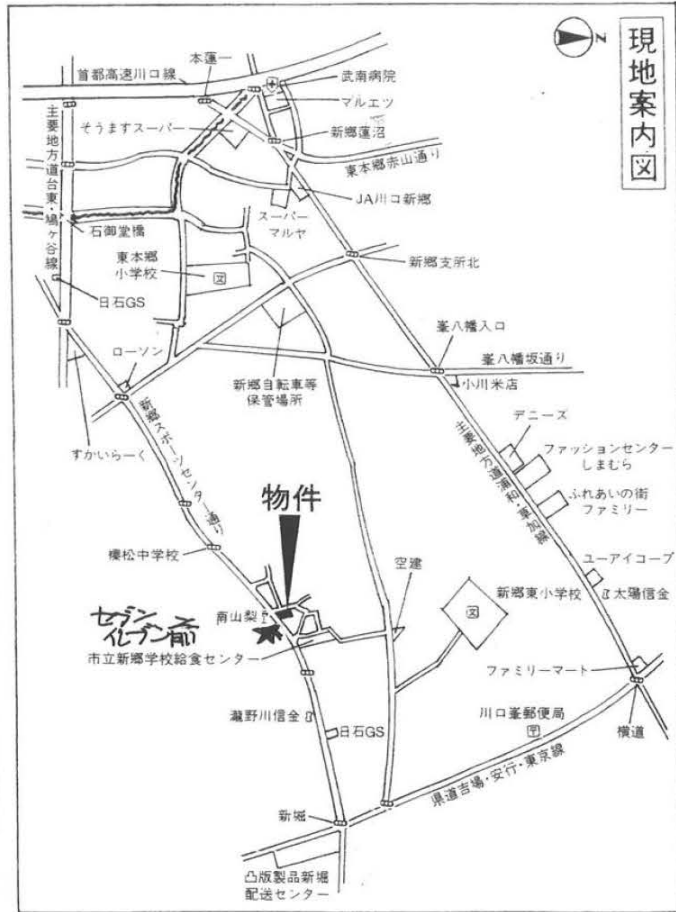 現地案内図
N
本蓮一
首都高速川口線
武南病院
マルエツ
そうますスーパー
新郷蓮沼
東本郷赤山通り
主要地方道台東・鳩ヶ谷線
JA川口新郷
スーパー
マルヤ
石御堂橋
東本郷
小学校
文
新郷支所北
日石GS
峯八幡入口
峯八幡坂通り
ローソン
小川米店
新郷自転車等
保管場所
デニーズ
すかいらーく
新郷スポーツセンター通り
主要地方道浦和・草加線
ファッションセンター
しまむら
ふれあいの街
ファミリー
物件
榛松中学校
空建
ユーアイコープ
新郷東小学校
太陽信金
文
セブン
イレブン前
南山梨
市立新郷学校給食センター
ファミリーマート
瀧野川信金
川口峯郵便局
〒
横道
日石GS
県道吉場・安行・東京線
新堀
凸版製品新堀
配送センター